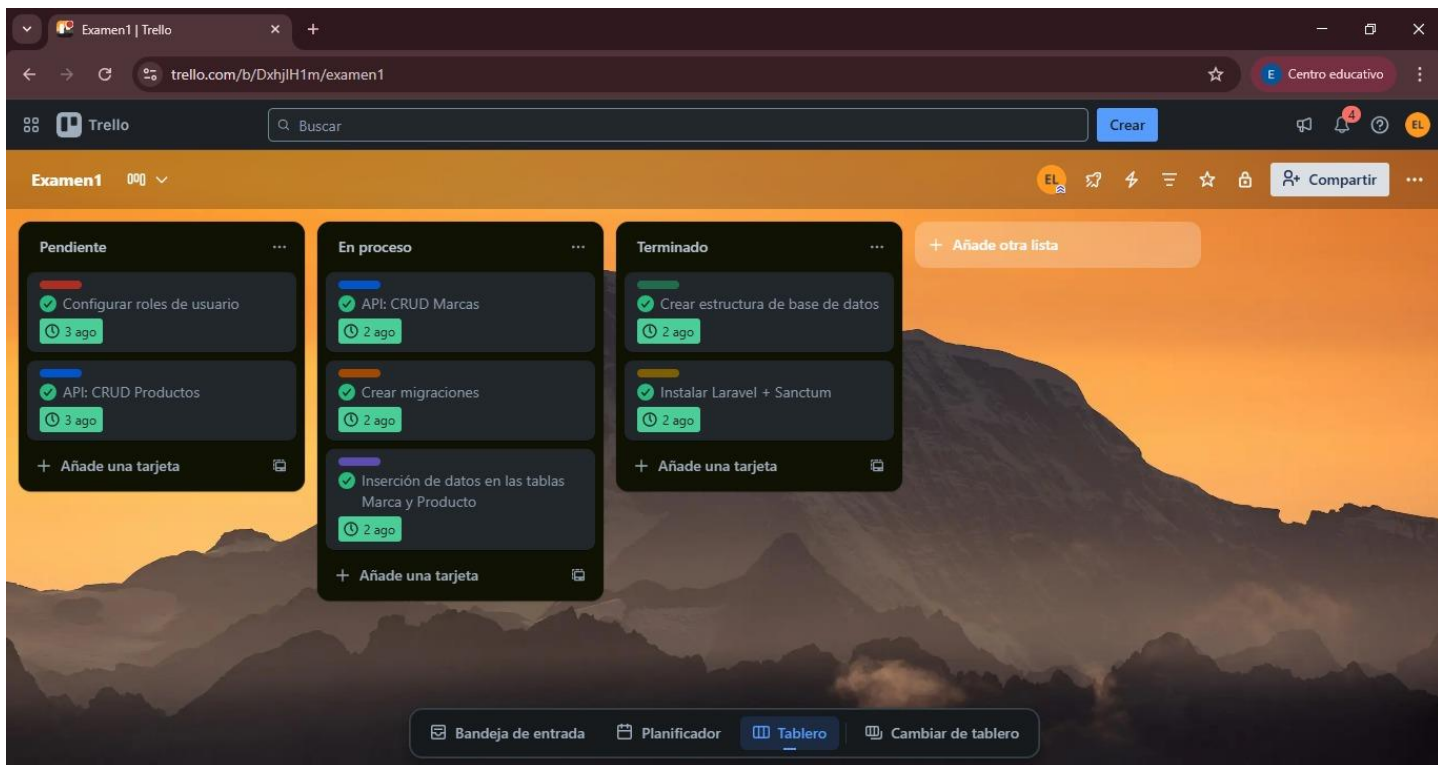 Examen1 | Trello
trello.com/b/DxhjlH1m/examen1
E Centro educativo
Trello
Buscar
Crear
4
EL
Examen1
EL
Compartir
Pendiente
Configurar roles de usuario
3 ago
API: CRUD Productos
3 ago
+ Añade una tarjeta
En proceso
API: CRUD Marcas
2 ago
Crear migraciones
2 ago
Inserción de datos en las tablas
Marca y Producto
2 ago
+ Añade una tarjeta
Terminado
Crear estructura de base de datos
2 ago
Instalar Laravel + Sanctum
2 ago
+ Añade una tarjeta
+ Añade otra lista
Bandeja de entrada
Planificador
Tablero
Cambiar de tablero